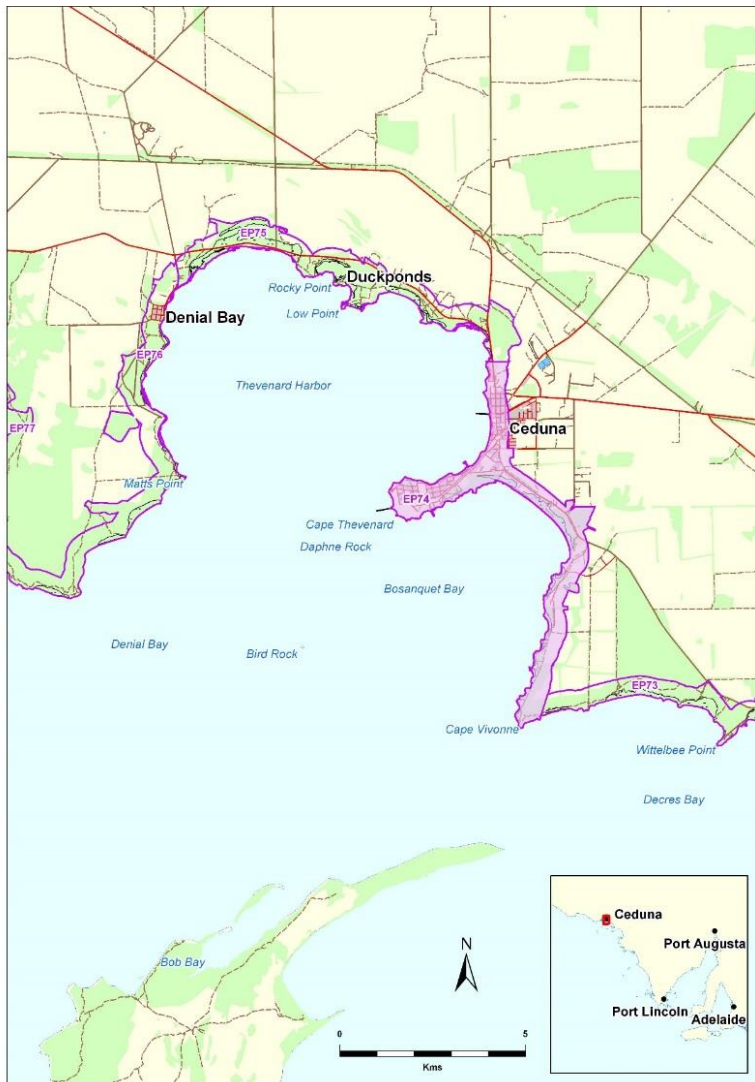 EP75
Duckponds
Rocky Point
Low Point
Denial Bay
EP76
Thevenard Harbor
EP77
Ceduna
Matts Point
EP74
Cape Thevenard
Daphne Rock
Bosanquet Bay
Denial Bay
Bird Rock
EP73
Cape Vivonne
Wittelbee Point
Decres Bay
Bob Bay
N
0
5
Kms
Ceduna
Port Augusta
Port Lincoln
Adelaide